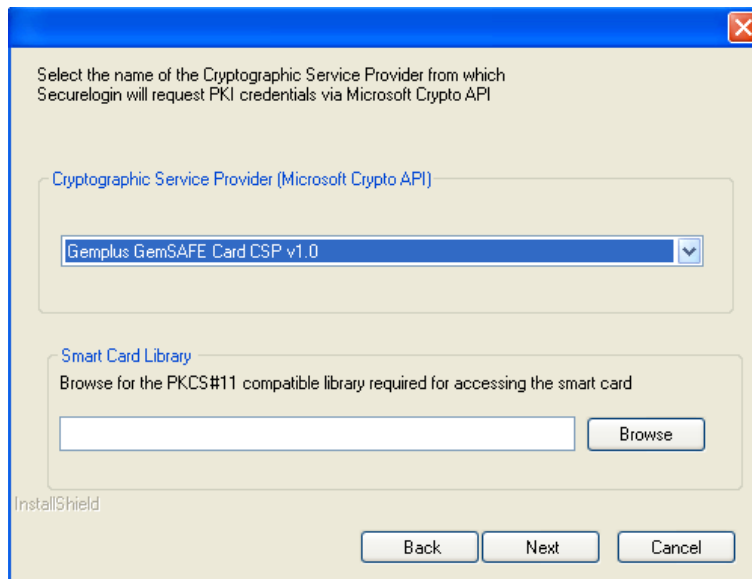 Select the name of the Cryptographic Service Provider from which
Securelogin will request PKI credentials via Microsoft Crypto API
Cryptographic Service Provider (Microsoft Crypto API)
Gemplus GemSAFE Card CSP v1.0
Smart Card Library
Browse for the PKCS#11 compatible library required for accessing the smart card
Browse
InstallShield
Back Next Cancel